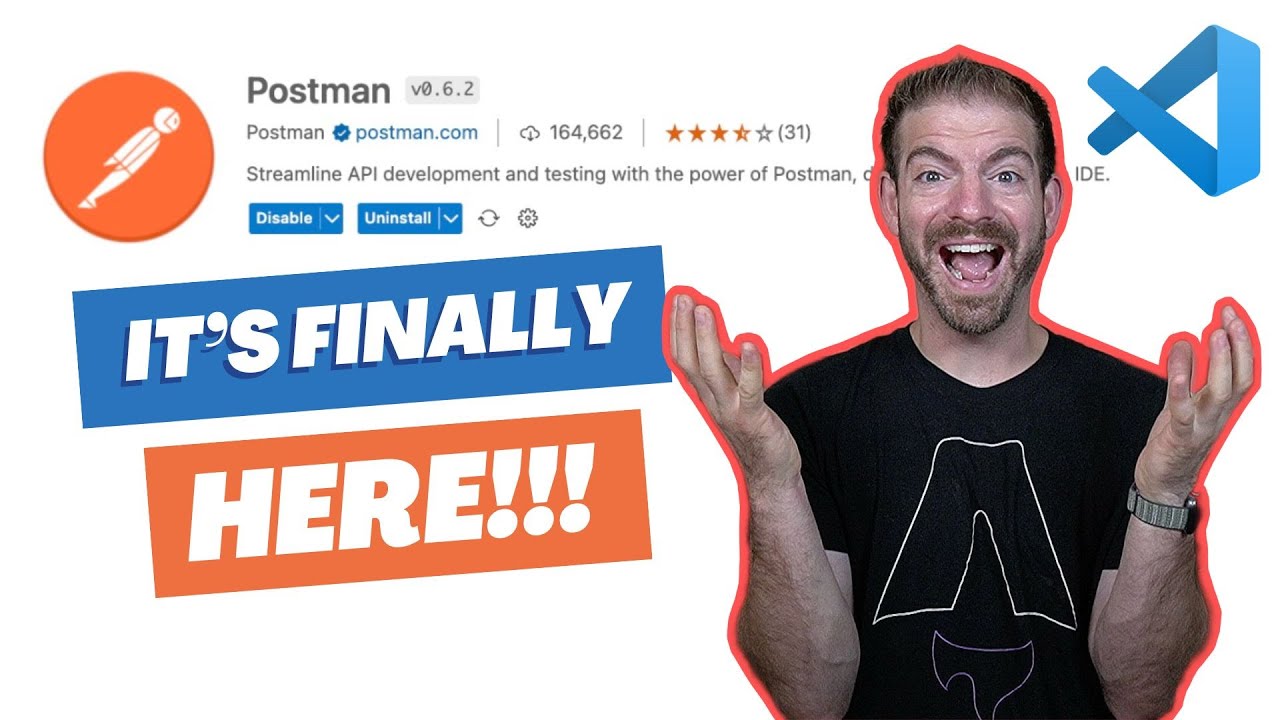 Postman v0.6.2
Postman postman.com 164,662 (31)
Streamline API development and testing with the power of Postman, d IDE.
Disable Uninstall
IT’S FINALLY
HERE!!!